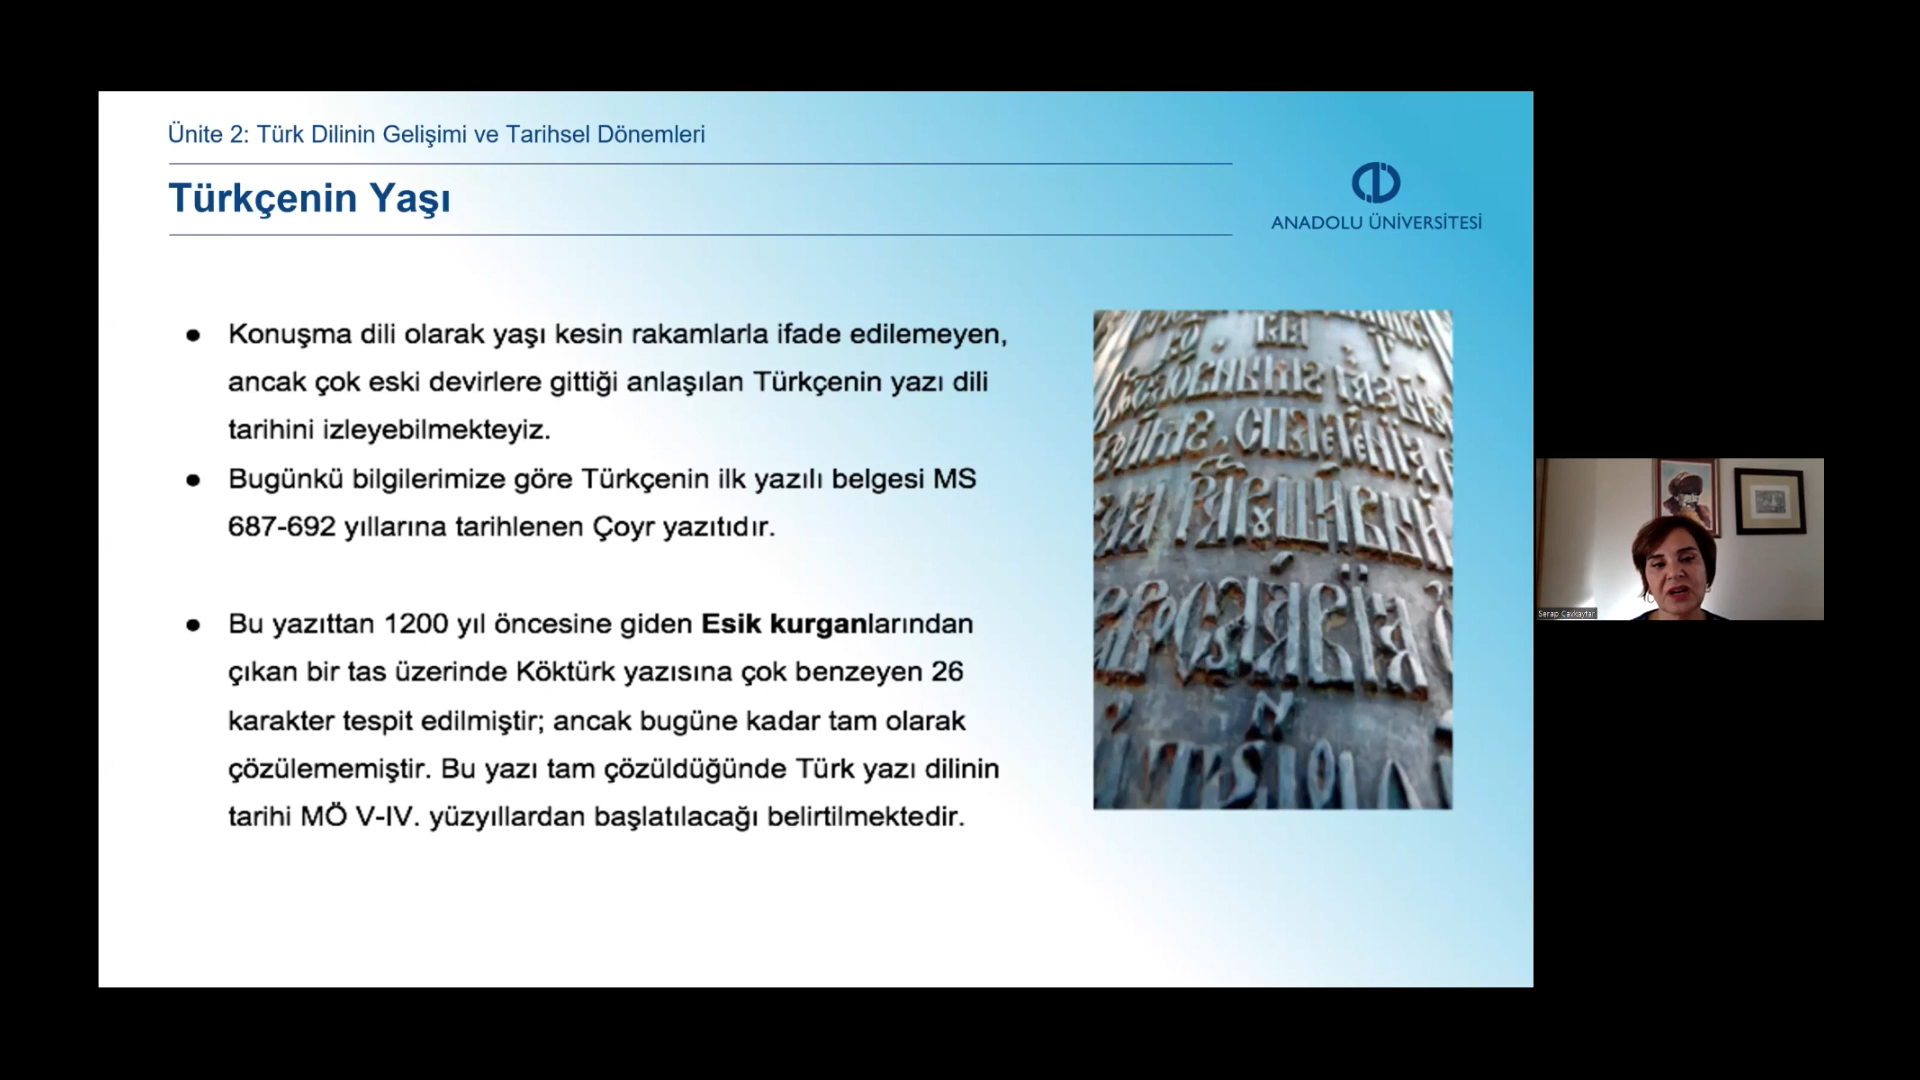 Ünite 2: Türk Dilinin Gelişimi ve Tarihsel Dönemleri
Türkçenin Yaşı
ANADOLU ÜNİVERSİTESİ
● Konuşma dili olarak yaşı kesin rakamlarla ifade edilemeyen,
ancak çok eski devirlere gittiği anlaşılan Türkçenin yazı dili
tarihini izleyebilmekteyiz.
● Bugünkü bilgilerimize göre Türkçenin ilk yazılı belgesi MS
687-692 yıllarına tarihlenen Çoyr yazıtıdır.
● Bu yazıttan 1200 yıl öncesine giden Esik kurganlarından
çıkan bir tas üzerinde Köktürk yazısına çok benzeyen 26
karakter tespit edilmiştir; ancak bugüne kadar tam olarak
çözülememiştir. Bu yazı tam çözüldüğünde Türk yazı dilinin
tarihi MÖ V-IV. yüzyıllardan başlatılacağı belirtilmektedir.
Serap Cavkaytar